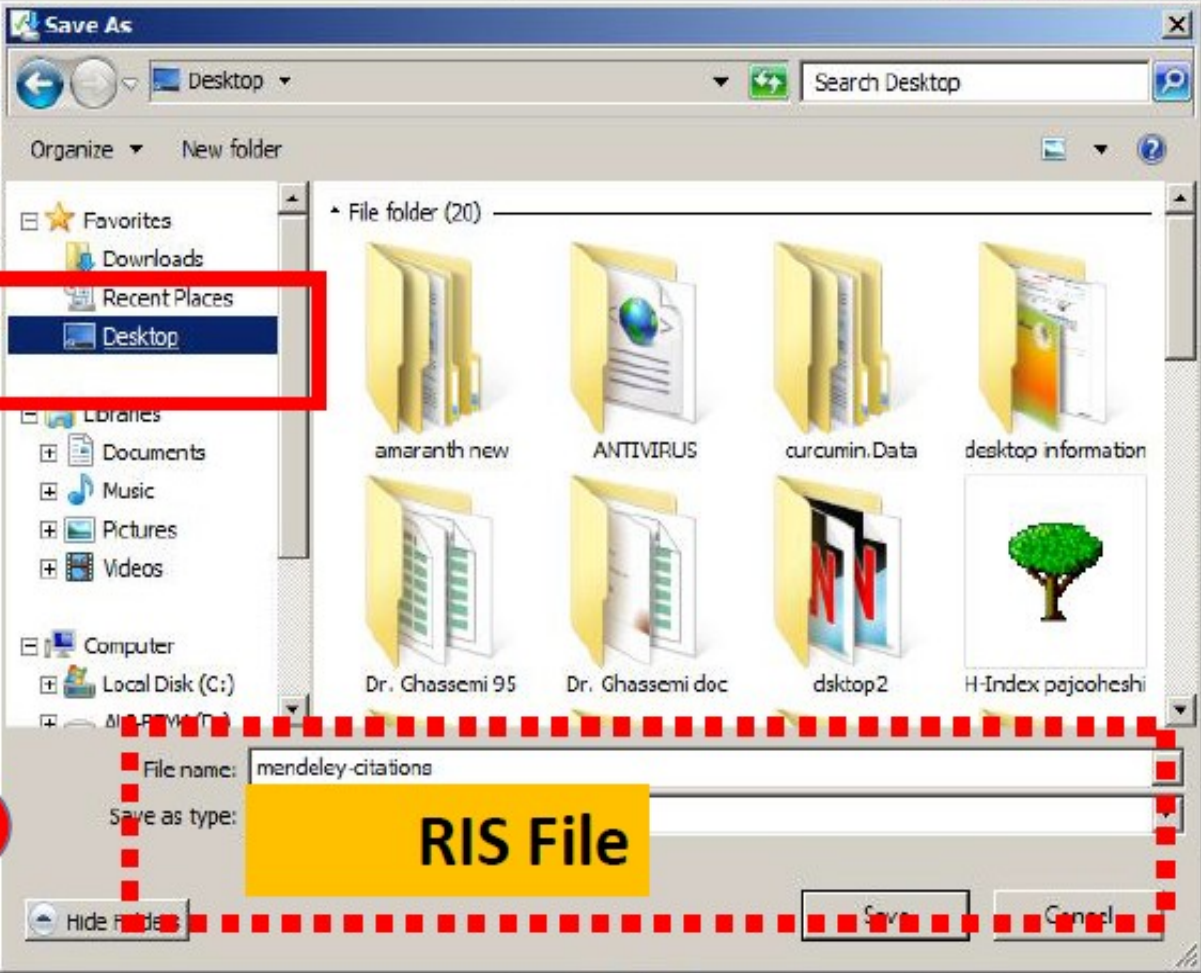 Save As
Desktop
Search Desktop
Organize
New folder
Favorites
Downloads
Recent Places
Desktop
Libraries
Documents
Music
Pictures
Videos
Computer
Local Disk (C:)
File folder (20)
amaranth new
ANTIVIRUS
curcumin.Data
desktop information
Dr. Ghassemi 95
Dr. Ghassemi doc
dsktop2
H-Index pajooheshi
File name: mendeley-citations
Save as type:
RIS File
Hide Folders
Save
Cancel